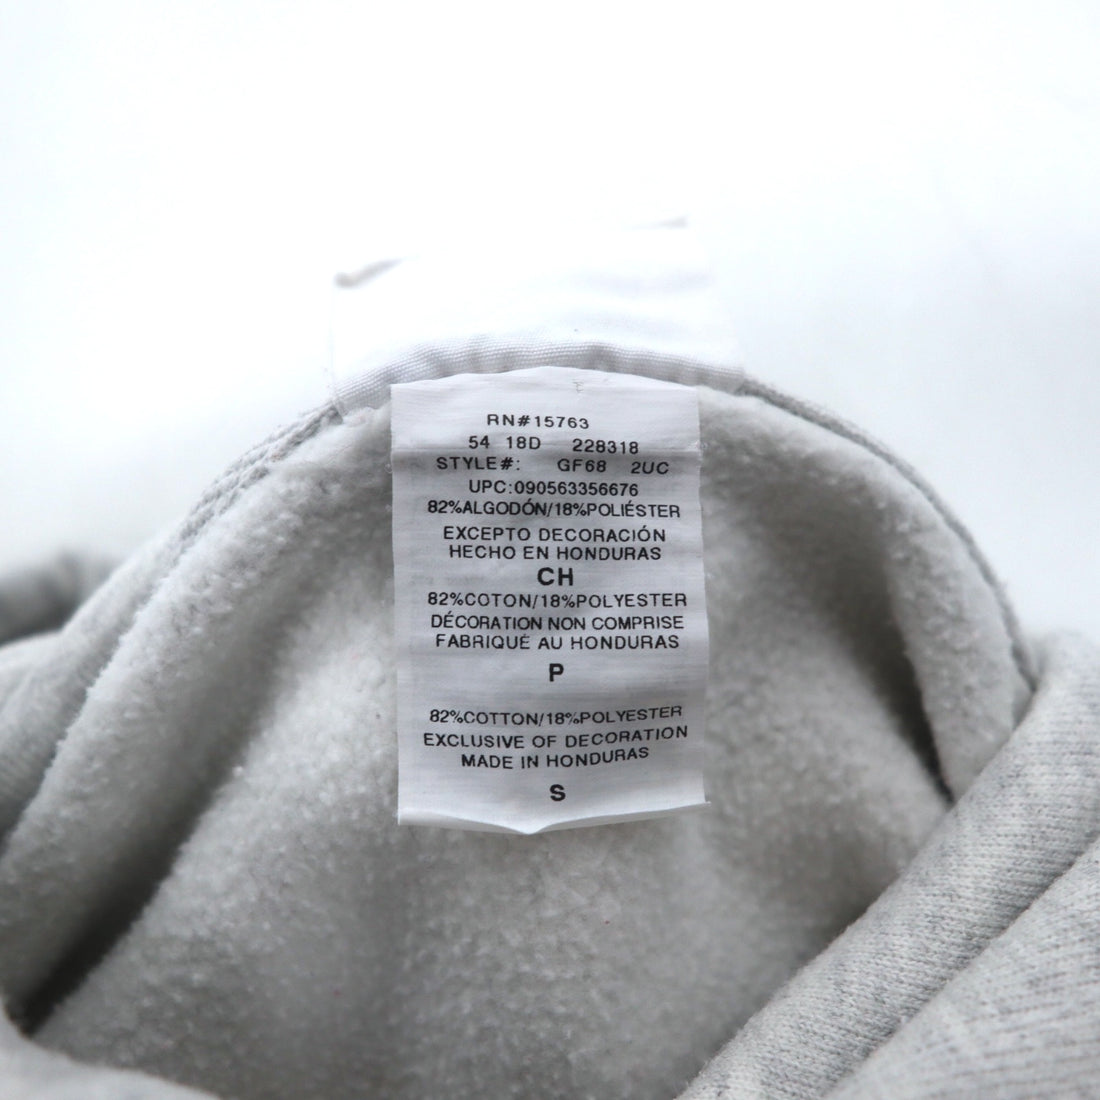 RN#15763
54 18D 228318
STYLE#: GF68 2UC
UPC:090563356676
82%ALGODÓN/18%POLIÉSTER
EXCEPTO DECORACIÓN
HECHO EN HONDURAS
CH
82%COTON/18%POLYESTER
DÉCORATION NON COMPRISE
FABRIQUÉ AU HONDURAS
P
82%COTTON/18%POLYESTER
EXCLUSIVE OF DECORATION
MADE IN HONDURAS
S